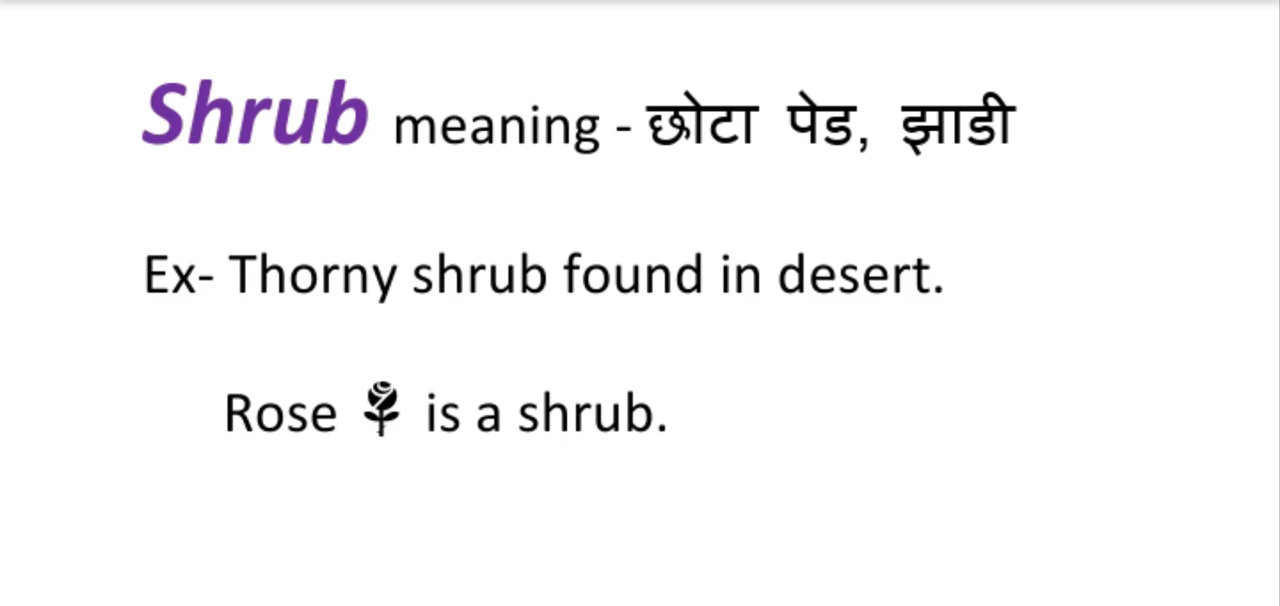 Shrub meaning - छोटा पेड, झाडी
Ex- Thorny shrub found in desert.
Rose 🌹 is a shrub.